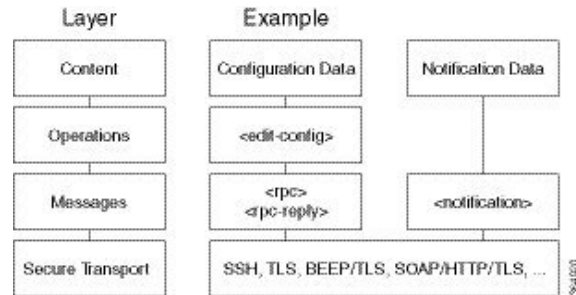 Layer Example
Content Configuration Data Notification Data
Operations <edit-config>
Messages <rpc> <notification>
<rpc-reply>
Secure Transport SSH, TLS, BEEP/TLS, SOAP/HTTP/TLS, ...